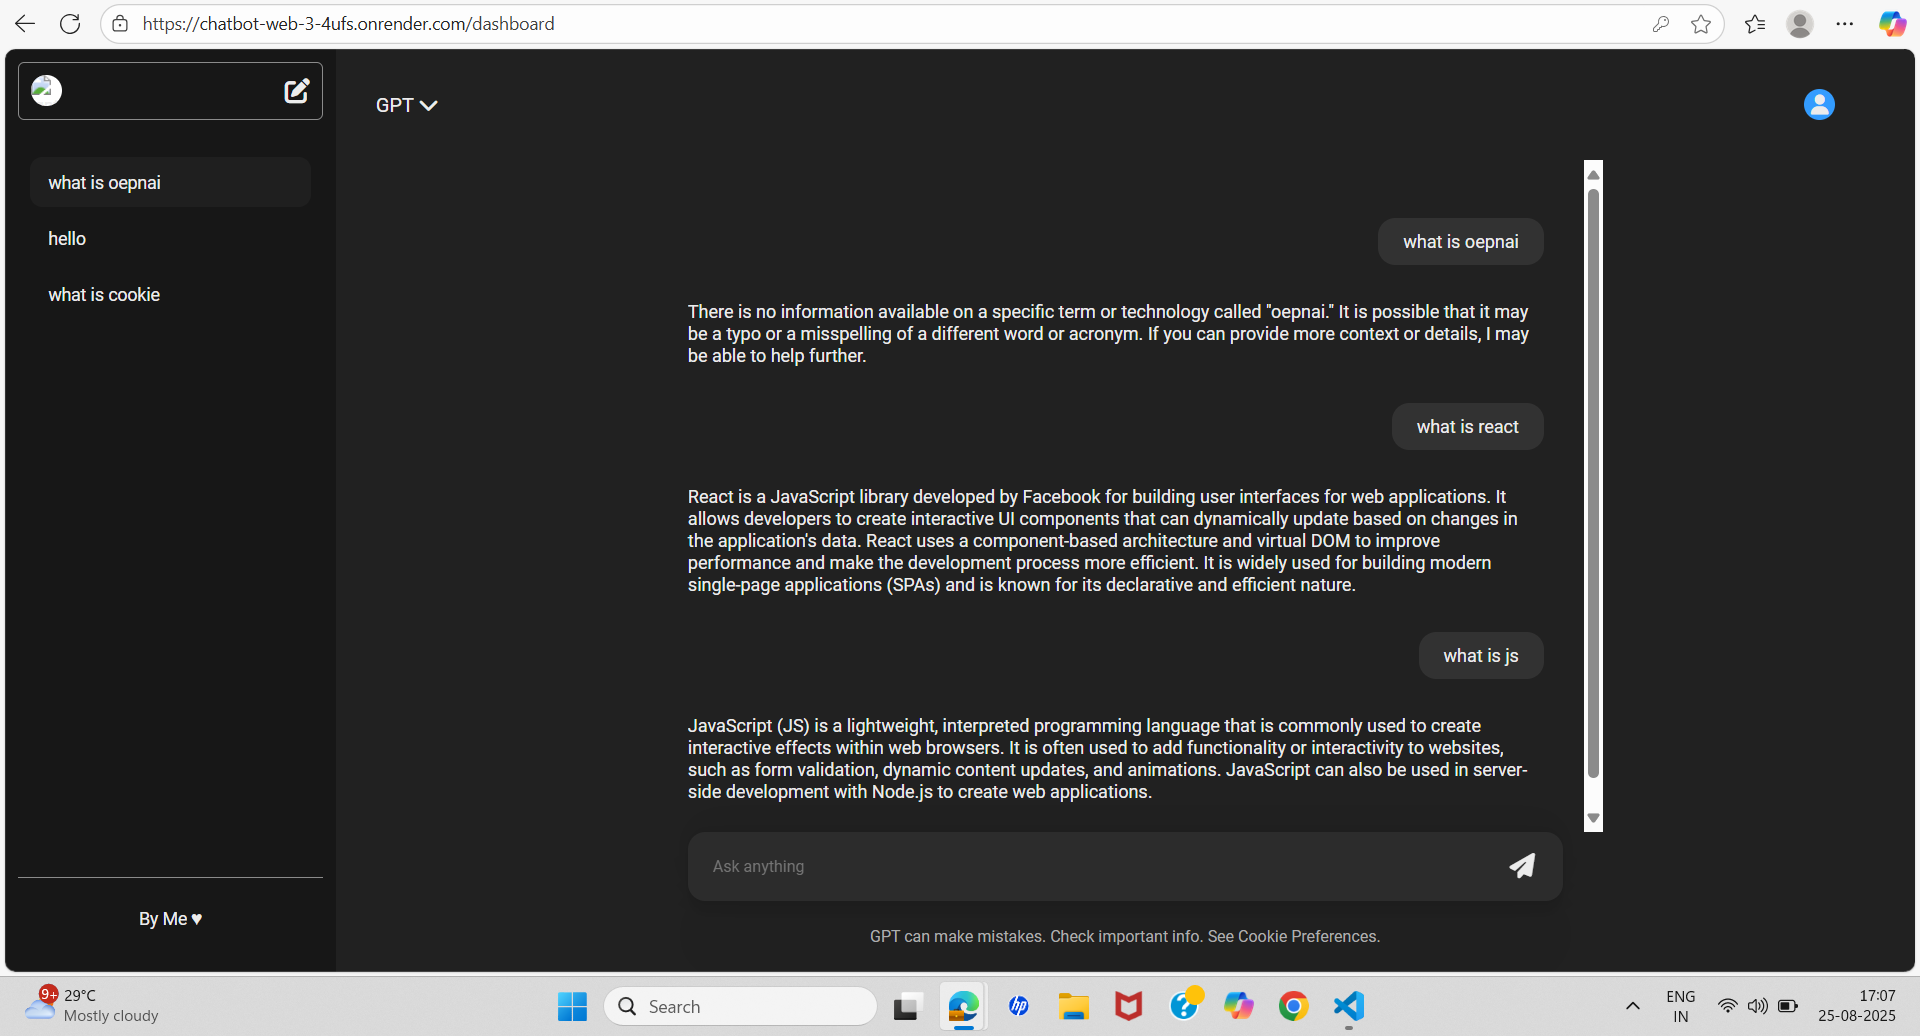 https://chatbot-web-3-4ufs.onrender.com/dashboard
GPT
what is oepnai
hello
what is cookie
what is oepnai
There is no information available on a specific term or technology called "oepnai." It is possible that it may
be a typo or a misspelling of a different word or acronym. If you can provide more context or details, I may
be able to help further.
what is react
React is a JavaScript library developed by Facebook for building user interfaces for web applications. It
allows developers to create interactive UI components that can dynamically update based on changes in
the application's data. React uses a component-based architecture and virtual DOM to improve
performance and make the development process more efficient. It is widely used for building modern
single-page applications (SPAs) and is known for its declarative and efficient nature.
what is js
JavaScript (JS) is a lightweight, interpreted programming language that is commonly used to create
interactive effects within web browsers. It is often used to add functionality or interactivity to websites,
such as form validation, dynamic content updates, and animations. JavaScript can also be used in server-
side development with Node.js to create web applications.
Ask anything
By Me ♥
GPT can make mistakes. Check important info. See Cookie Preferences.
9+
29°C
Mostly cloudy
Search
hp
ENG
IN
17:07
25-08-2025